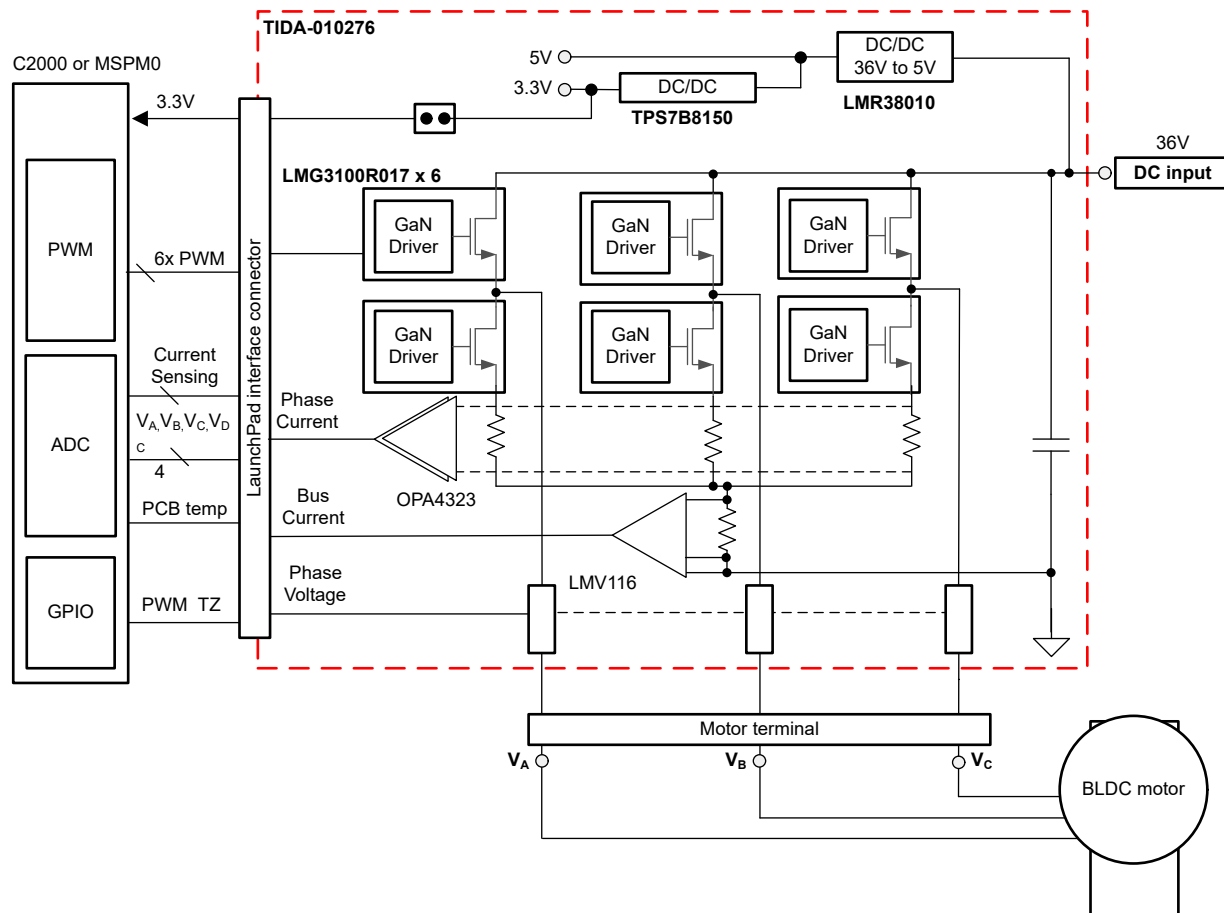 TIDA-010276
C2000 or MSPM0
3.3V
5V
3.3V
DC/DC
TPS7B8150
DC/DC
36V to 5V
LMR38010
36V
DC input
LMG3100R017 x 6
GaN
Driver
GaN
Driver
GaN
Driver
GaN
Driver
GaN
Driver
GaN
Driver
PWM
6x PWM
LaunchPad interface connector
ADC
Current
Sensing
VA,VB,VC,VD
C
4
PCB temp
GPIO
PWM TZ
Phase
Current
OPA4323
Bus
Current
LMV116
Phase
Voltage
Motor terminal
VA
VB
VC
BLDC motor